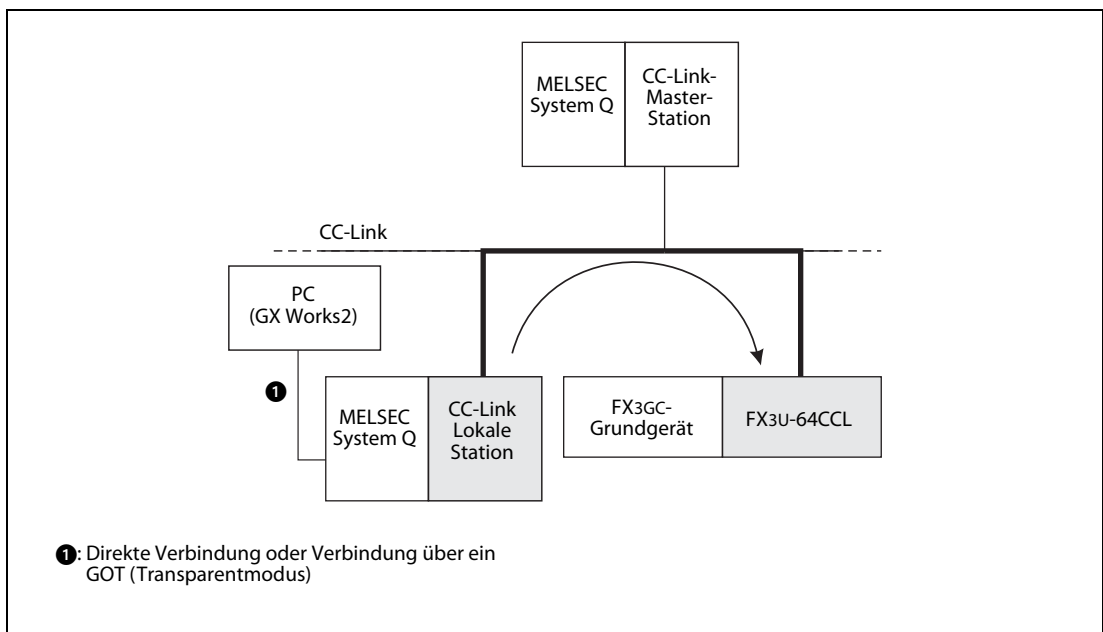 MELSEC
System Q
CC-Link-
Master-
Station
CC-Link
PC
(GX Works2)
❶
MELSEC
System Q
CC-Link
Lokale
Station
FX3GC-
Grundgerät
FX3U-64CCL
❶: Direkte Verbindung oder Verbindung über ein
GOT (Transparentmodus)